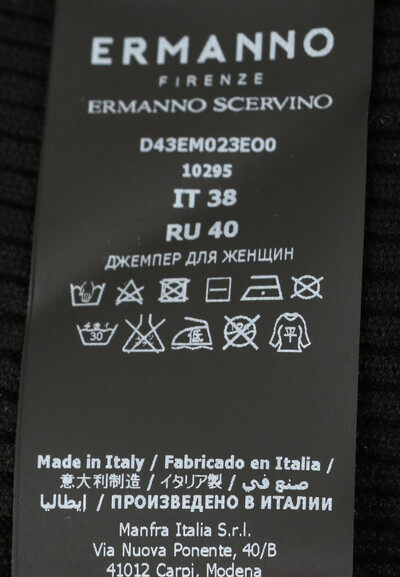 ERMANNO
FIRENZE
ERMANNO SCERVINO
D43EM023EO0
10295
IT 38
RU 40
ДЖЕМПЕР ДЛЯ ЖЕНЩИН
30 平
Made in Italy / Fabricado en Italia /
意大利制造 / イタリア製 / صنع في
إيطاليا / ПРОИЗВЕДЕНО В ИТАЛИИ
Manfra Italia S.r.l.
Via Nuova Ponente, 40/B
41012 Carpi, Modena